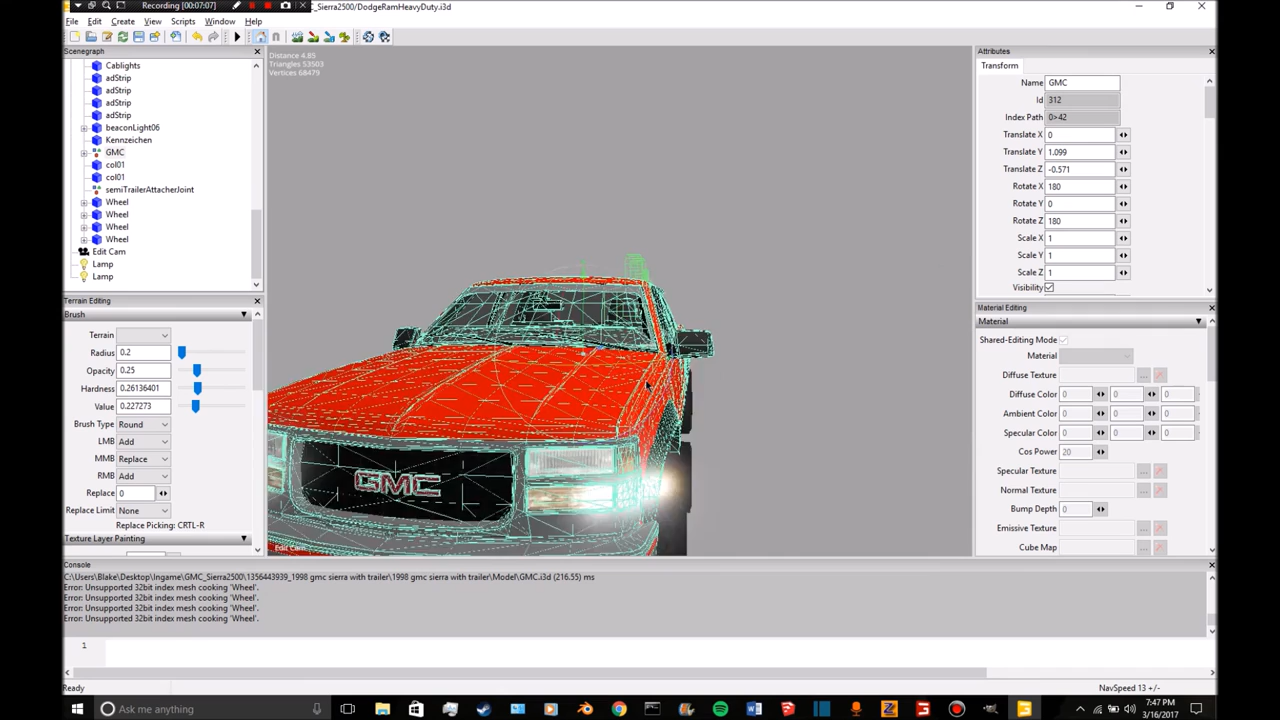 Recording [00:07:07]
C_Sierra2500/DodgeRamHeavyDuty.i3d
File Edit Create View Scripts Window Help
Scenegraph
Cablights
adStrip
adStrip
adStrip
adStrip
beaconLight06
Kennzeichen
GMC
col01
col01
semiTrailerAttacherJoint
Wheel
Wheel
Wheel
Wheel
Edit Cam
Lamp
Lamp
Terrain Editing
Brush
Terrain
Radius 0.2
Opacity 0.25
Hardness 0.26136401
Value 0.227273
Brush Type Round
LMB Add
MMB Replace
RMB Add
Replace 0
Replace Limit None
Replace Picking: CRTL-R
Texture Layer Painting
Distance 4.85
Triangles 53503
Vertices 68479
GMC
Edit Cam
Attributes
Transform
Name GMC
Id 312
Index Path 0>42
Translate X 0
Translate Y 1.099
Translate Z -0.571
Rotate X 180
Rotate Y 0
Rotate Z 180
Scale X 1
Scale Y 1
Scale Z 1
Visibility
Material Editing
Material
Shared-Editing Mode
Material
Diffuse Texture ...
Diffuse Color 0 0 0
Ambient Color 0 0 0
Specular Color 0 0 0
Cos Power 20
Specular Texture ...
Normal Texture ...
Bump Depth 0
Emissive Texture ...
Cube Map ...
Console
C:\Users\Blake\Desktop\Ingame\GMC_Sierra2500\1356443939_1998 gmc sierra with trailer\1998 gmc sierra with trailer\Model\GMC.i3d (216.55) ms
Error: Unsupported 32bit index mesh cooking 'Wheel'.
Error: Unsupported 32bit index mesh cooking 'Wheel'.
Error: Unsupported 32bit index mesh cooking 'Wheel'.
Error: Unsupported 32bit index mesh cooking 'Wheel'.
1
Ready
NavSpeed 13 +/-
Ask me anything
7:47 PM
3/16/2017